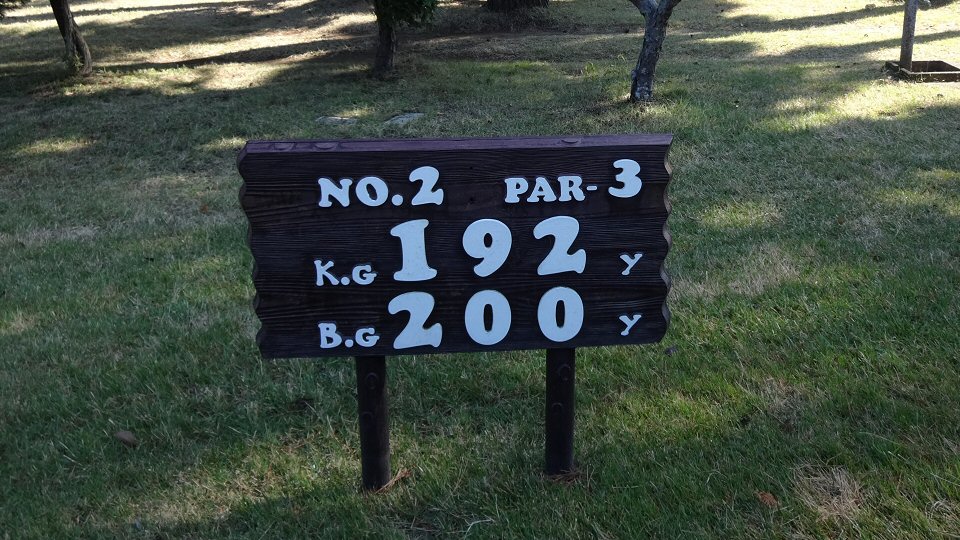 NO.2 PAR-3
K.G 192 Y
B.G 200 Y